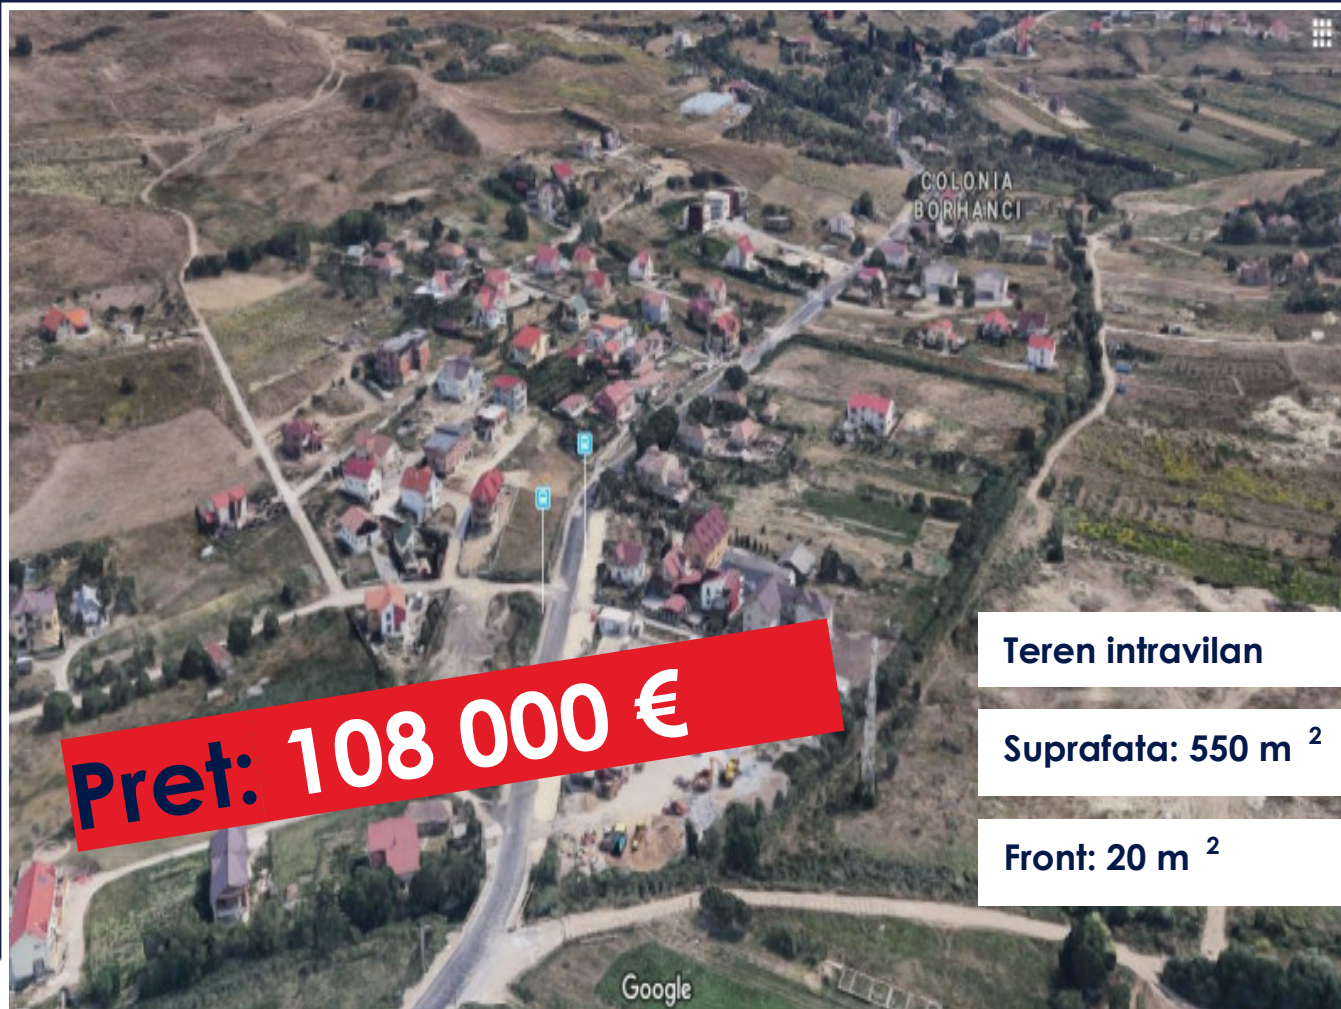 COLONIA
BORHANCI
Teren intravilan
Suprafata: 550 m ²
Front: 20 m ²
Pret: 108 000 €
Google